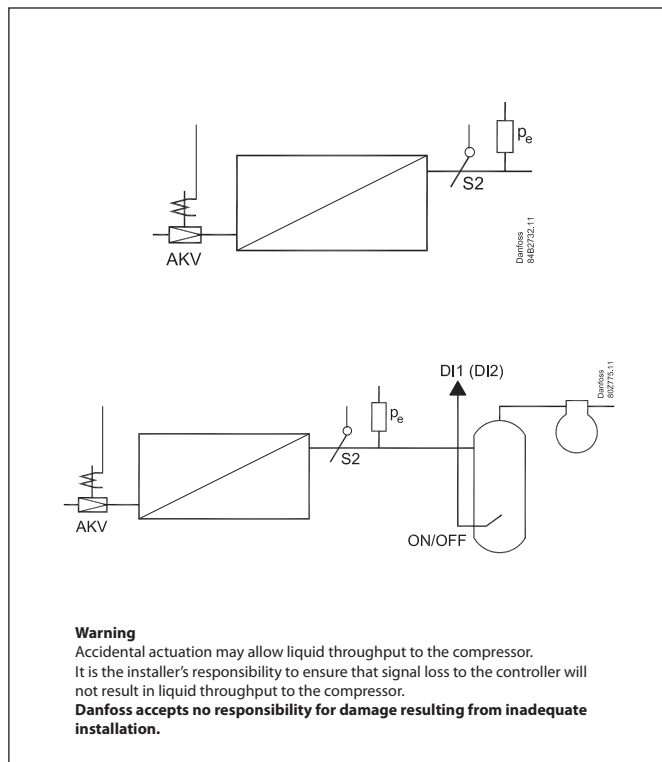 pe
S2
AKV
Danfoss
84B2732.11
DI1 (DI2)
Danfoss
80Z775.11
pe
S2
AKV
ON/OFF
Warning
Accidental actuation may allow liquid throughput to the compressor.
It is the installer's responsibility to ensure that signal loss to the controller will
not result in liquid throughput to the compressor.
Danfoss accepts no responsibility for damage resulting from inadequate
installation.